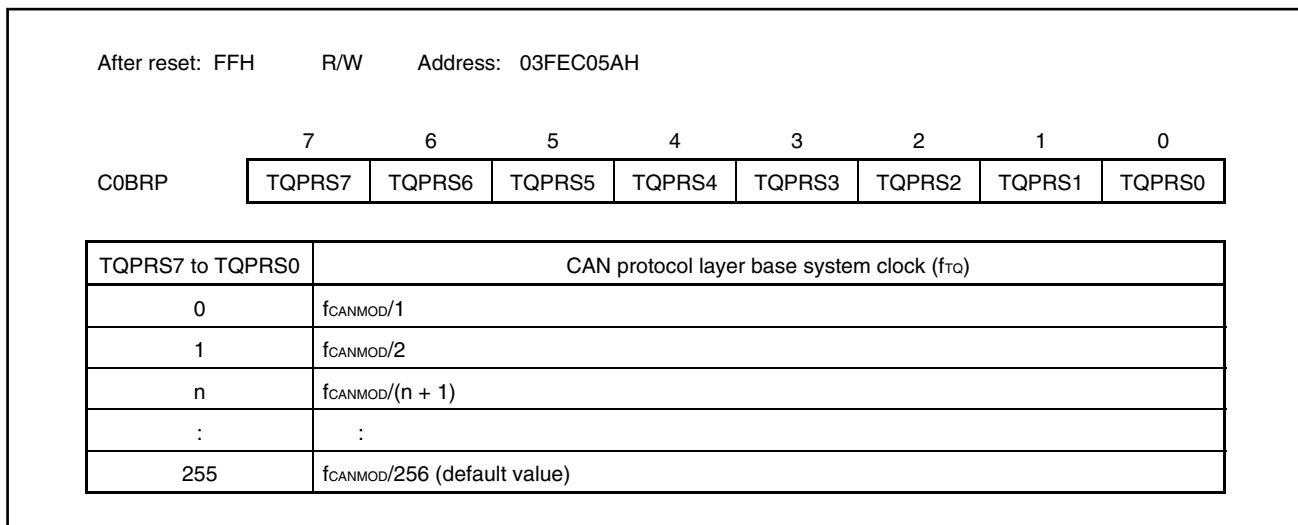 After reset: FFH R/W Address: 03FEC05AH
7 6 5 4 3 2 1 0
C0BRP TQPRS7 TQPRS6 TQPRS5 TQPRS4 TQPRS3 TQPRS2 TQPRS1 TQPRS0
TQPRS7 to TQPRS0 CAN protocol layer base system clock (fTQ)
0 fCANMOD/1
1 fCANMOD/2
n fCANMOD/(n + 1)
: :
255 fCANMOD/256 (default value)